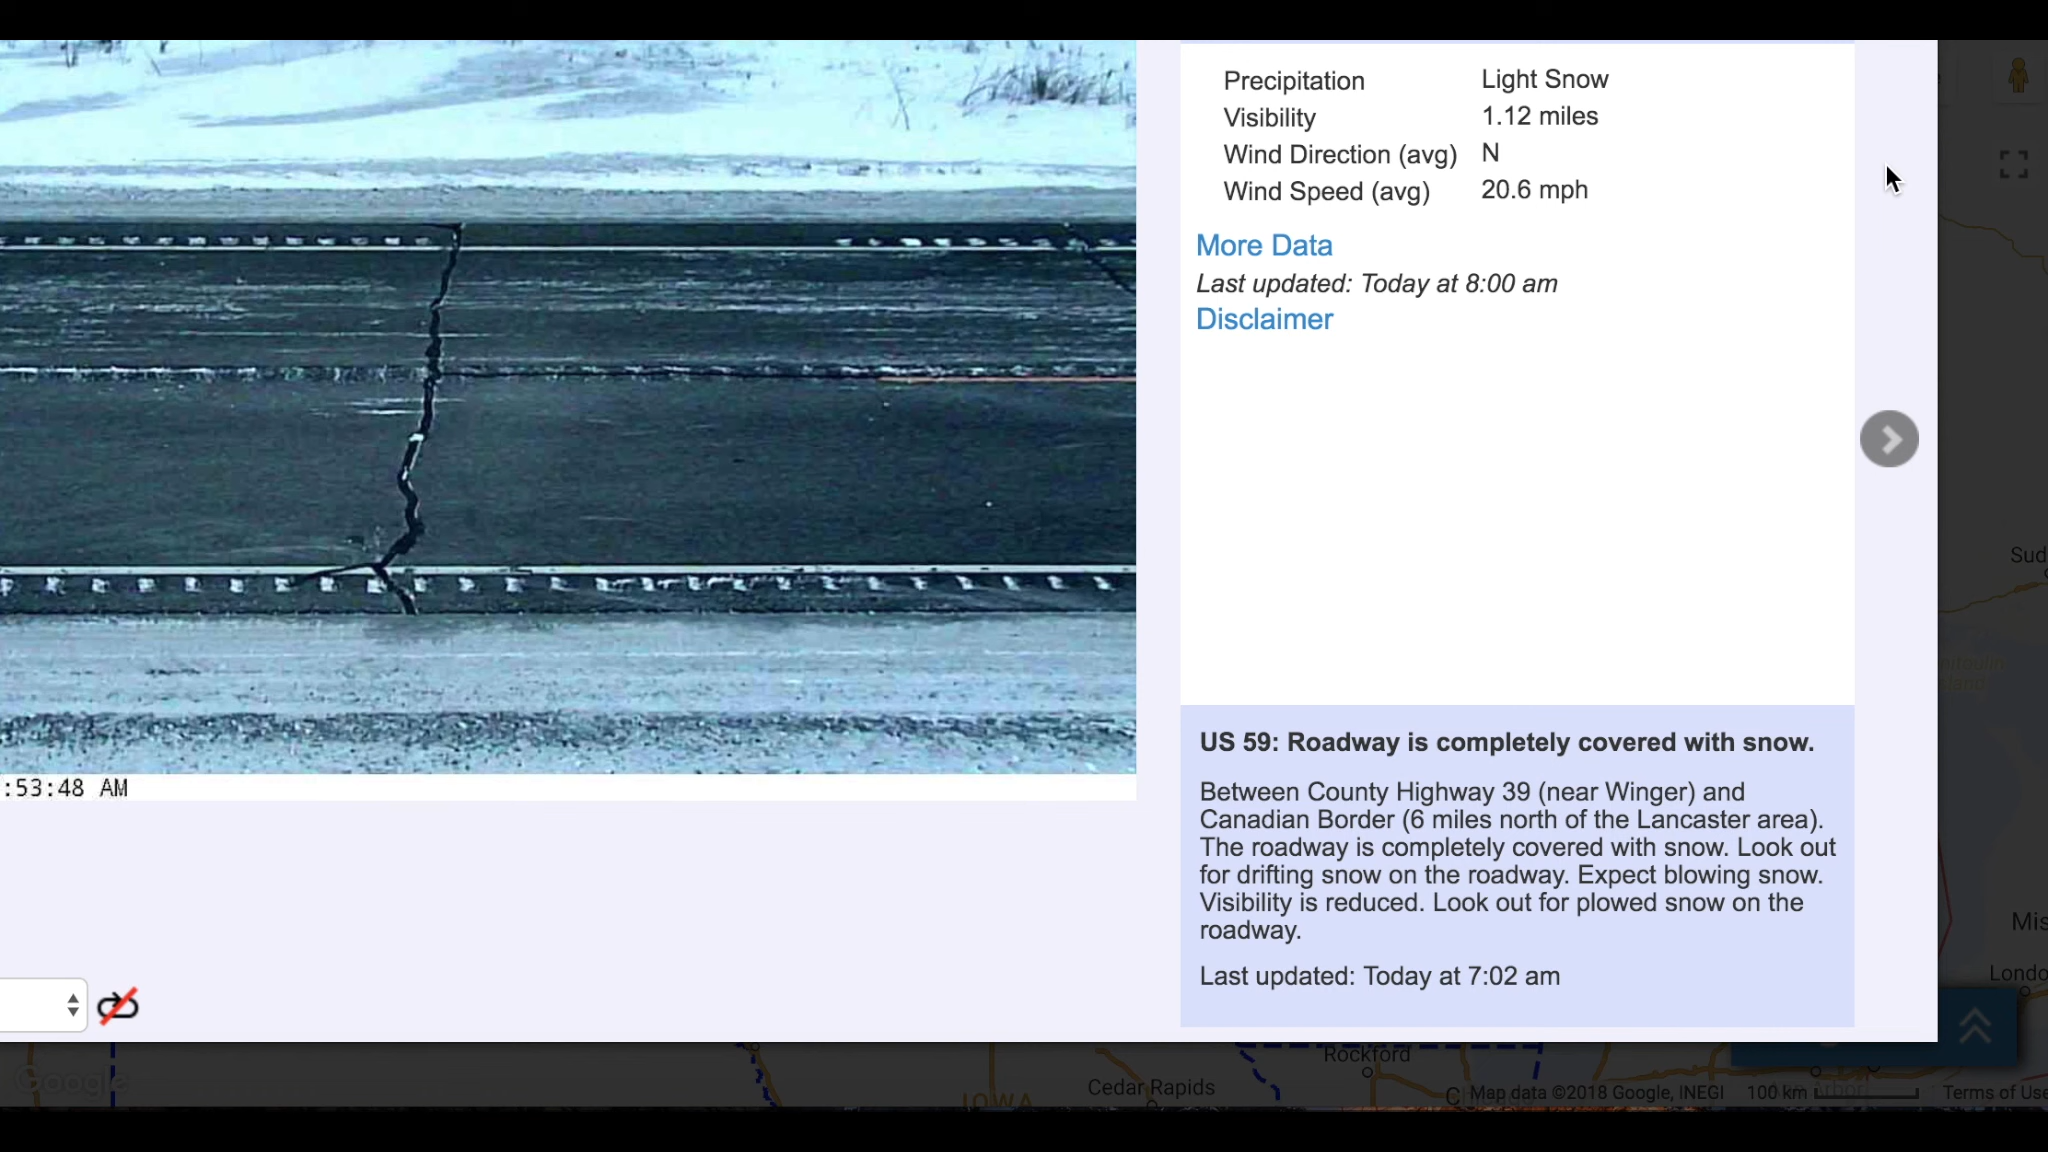 Precipitation Light Snow
Visibility 1.12 miles
Wind Direction (avg) N
Wind Speed (avg) 20.6 mph
More Data
Last updated: Today at 8:00 am
Disclaimer
US 59: Roadway is completely covered with snow.
Between County Highway 39 (near Winger) and
Canadian Border (6 miles north of the Lancaster area).
The roadway is completely covered with snow. Look out
for drifting snow on the roadway. Expect blowing snow.
Visibility is reduced. Look out for plowed snow on the
roadway.
Last updated: Today at 7:02 am
:53:48 AM
Sud
Mis
Londo
Rockford
Cedar Rapids
IOWA
Google
Map data ©2018 Google, INEGI 100 km Terms of Use